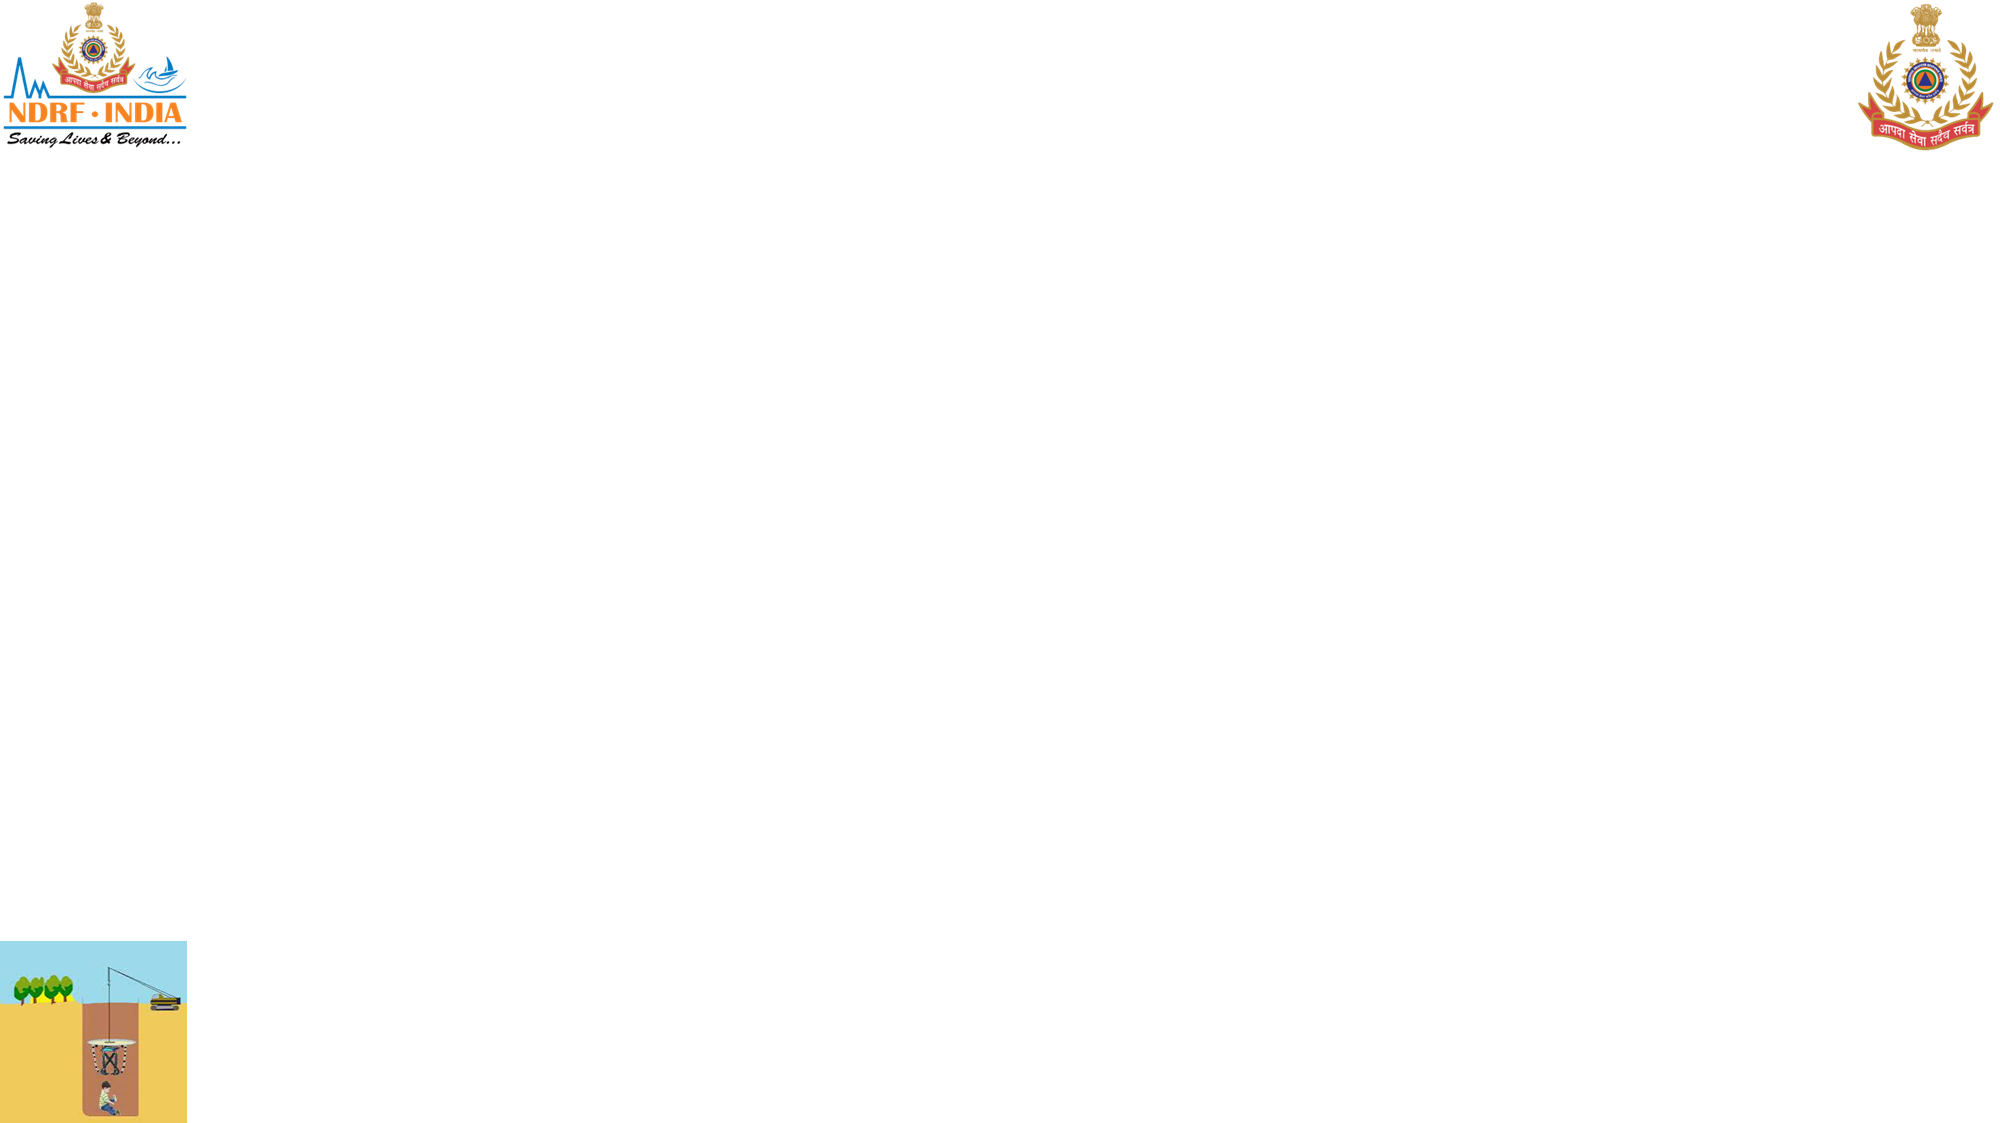 आपदा सेवा सदैव सर्वत्र
NDRF • INDIA
Saving Lives & Beyond...
आपदा सेवा सदैव सर्वत्र